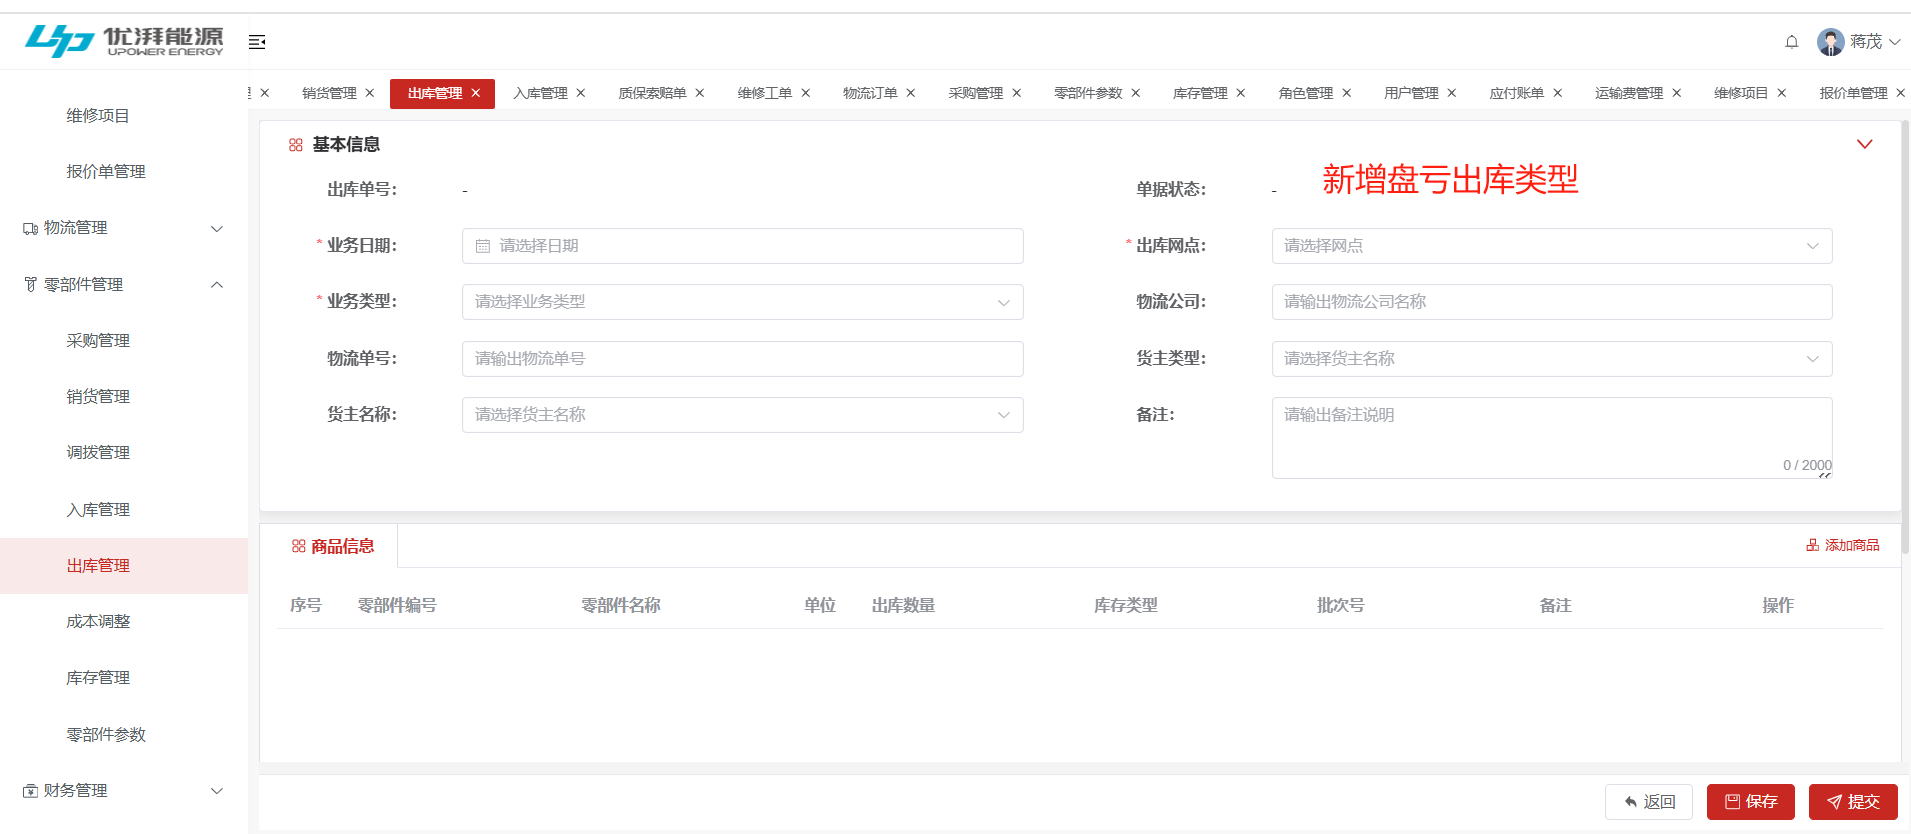 优湃能源
UPOWER ENERGY
蒋茂
销货管理 出库管理 入库管理 质保索赔单 维修工单 物流订单 采购管理 零部件参数 库存管理 角色管理 用户管理 应付账单 运输费管理 维修项目 报价单管理
维修项目
报价单管理
物流管理
零部件管理
采购管理
销货管理
调拨管理
入库管理
出库管理
成本调整
库存管理
零部件参数
财务管理
基本信息
新增盘亏出库类型
出库单号: -
单据状态: -
* 业务日期: 请选择日期
* 出库网点: 请选择网点
* 业务类型: 请选择业务类型
物流公司: 请输出物流公司名称
物流单号: 请输出物流单号
货主类型: 请选择货主名称
货主名称: 请选择货主名称
备注: 请输出备注说明
0 / 2000
商品信息
添加商品
序号 零部件编号 零部件名称 单位 出库数量 库存类型 批次号 备注 操作
返回 保存 提交